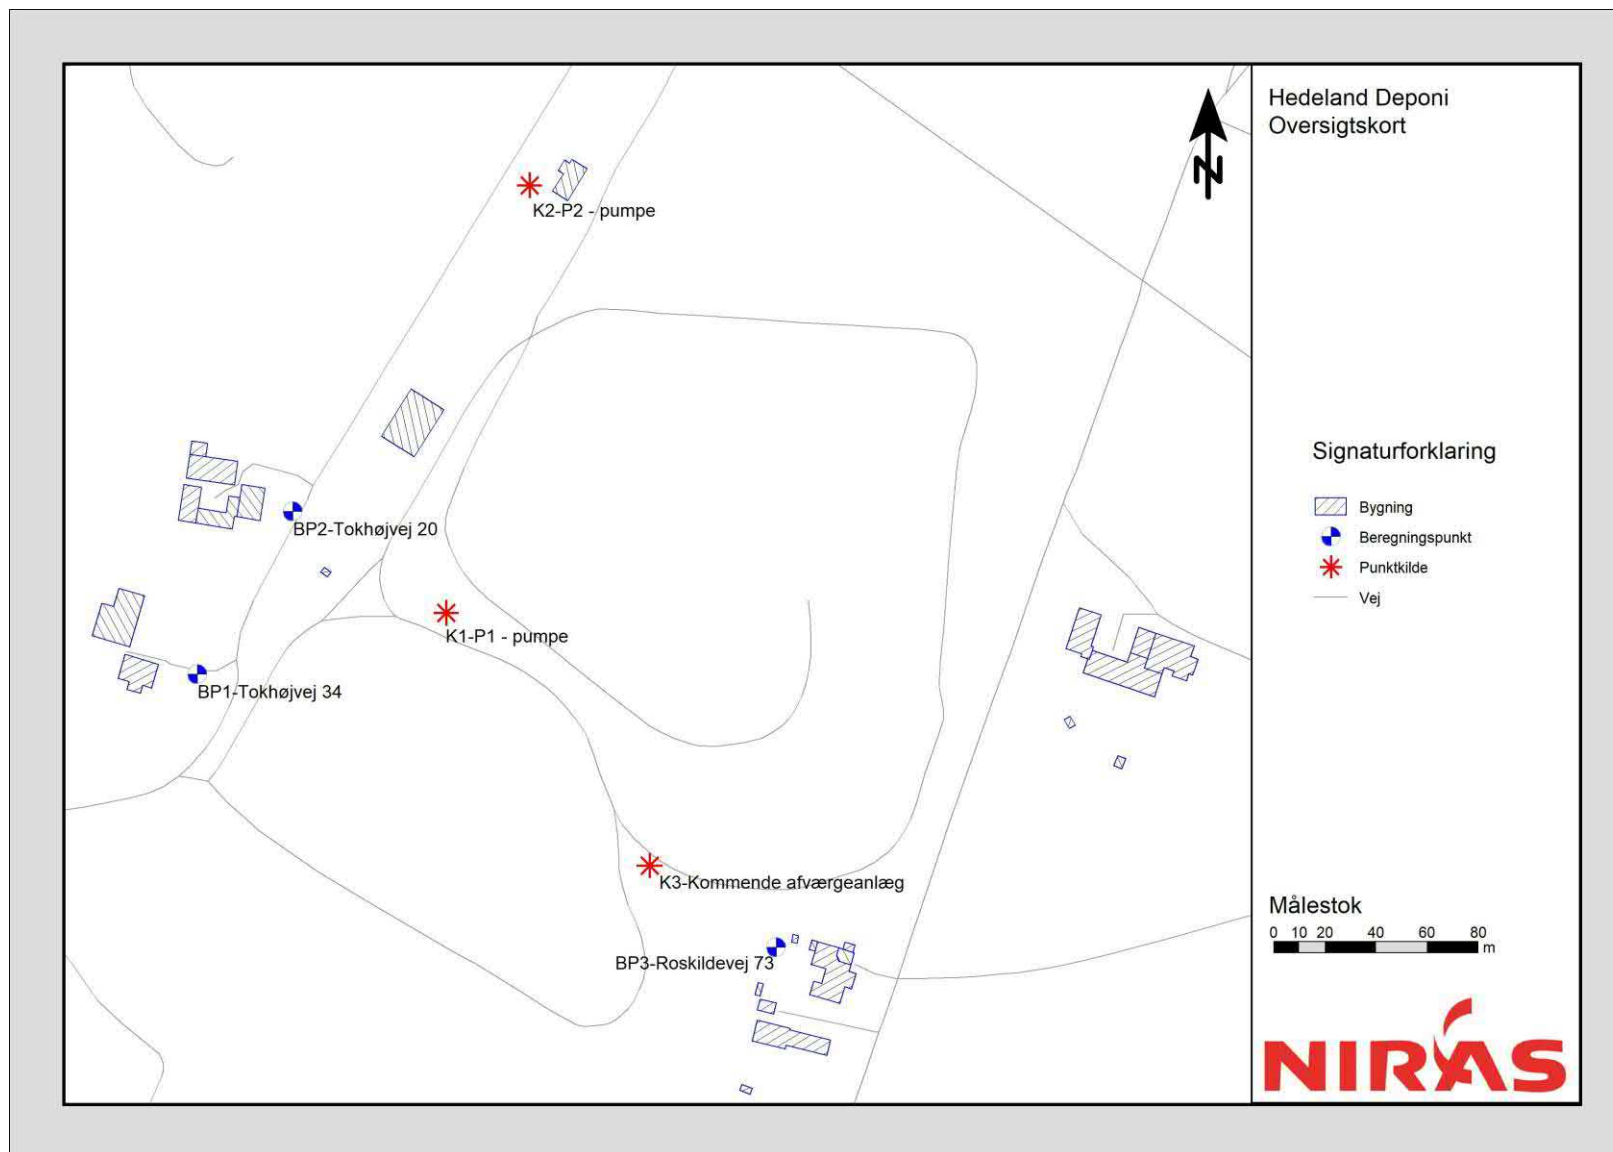 Hedeland Deponi
Oversigtskort
N
K2-P2 - pumpe
BP2-Tokhøjvej 20
K1-P1 - pumpe
BP1-Tokhøjvej 34
K3-Kommende afværgeanlæg
BP3-Roskildevej 73
Signaturforklaring
Bygning
Beregningspunkt
Punktkilde
Vej
Målestok
0 10 20 40 60 80
m
NIRAS